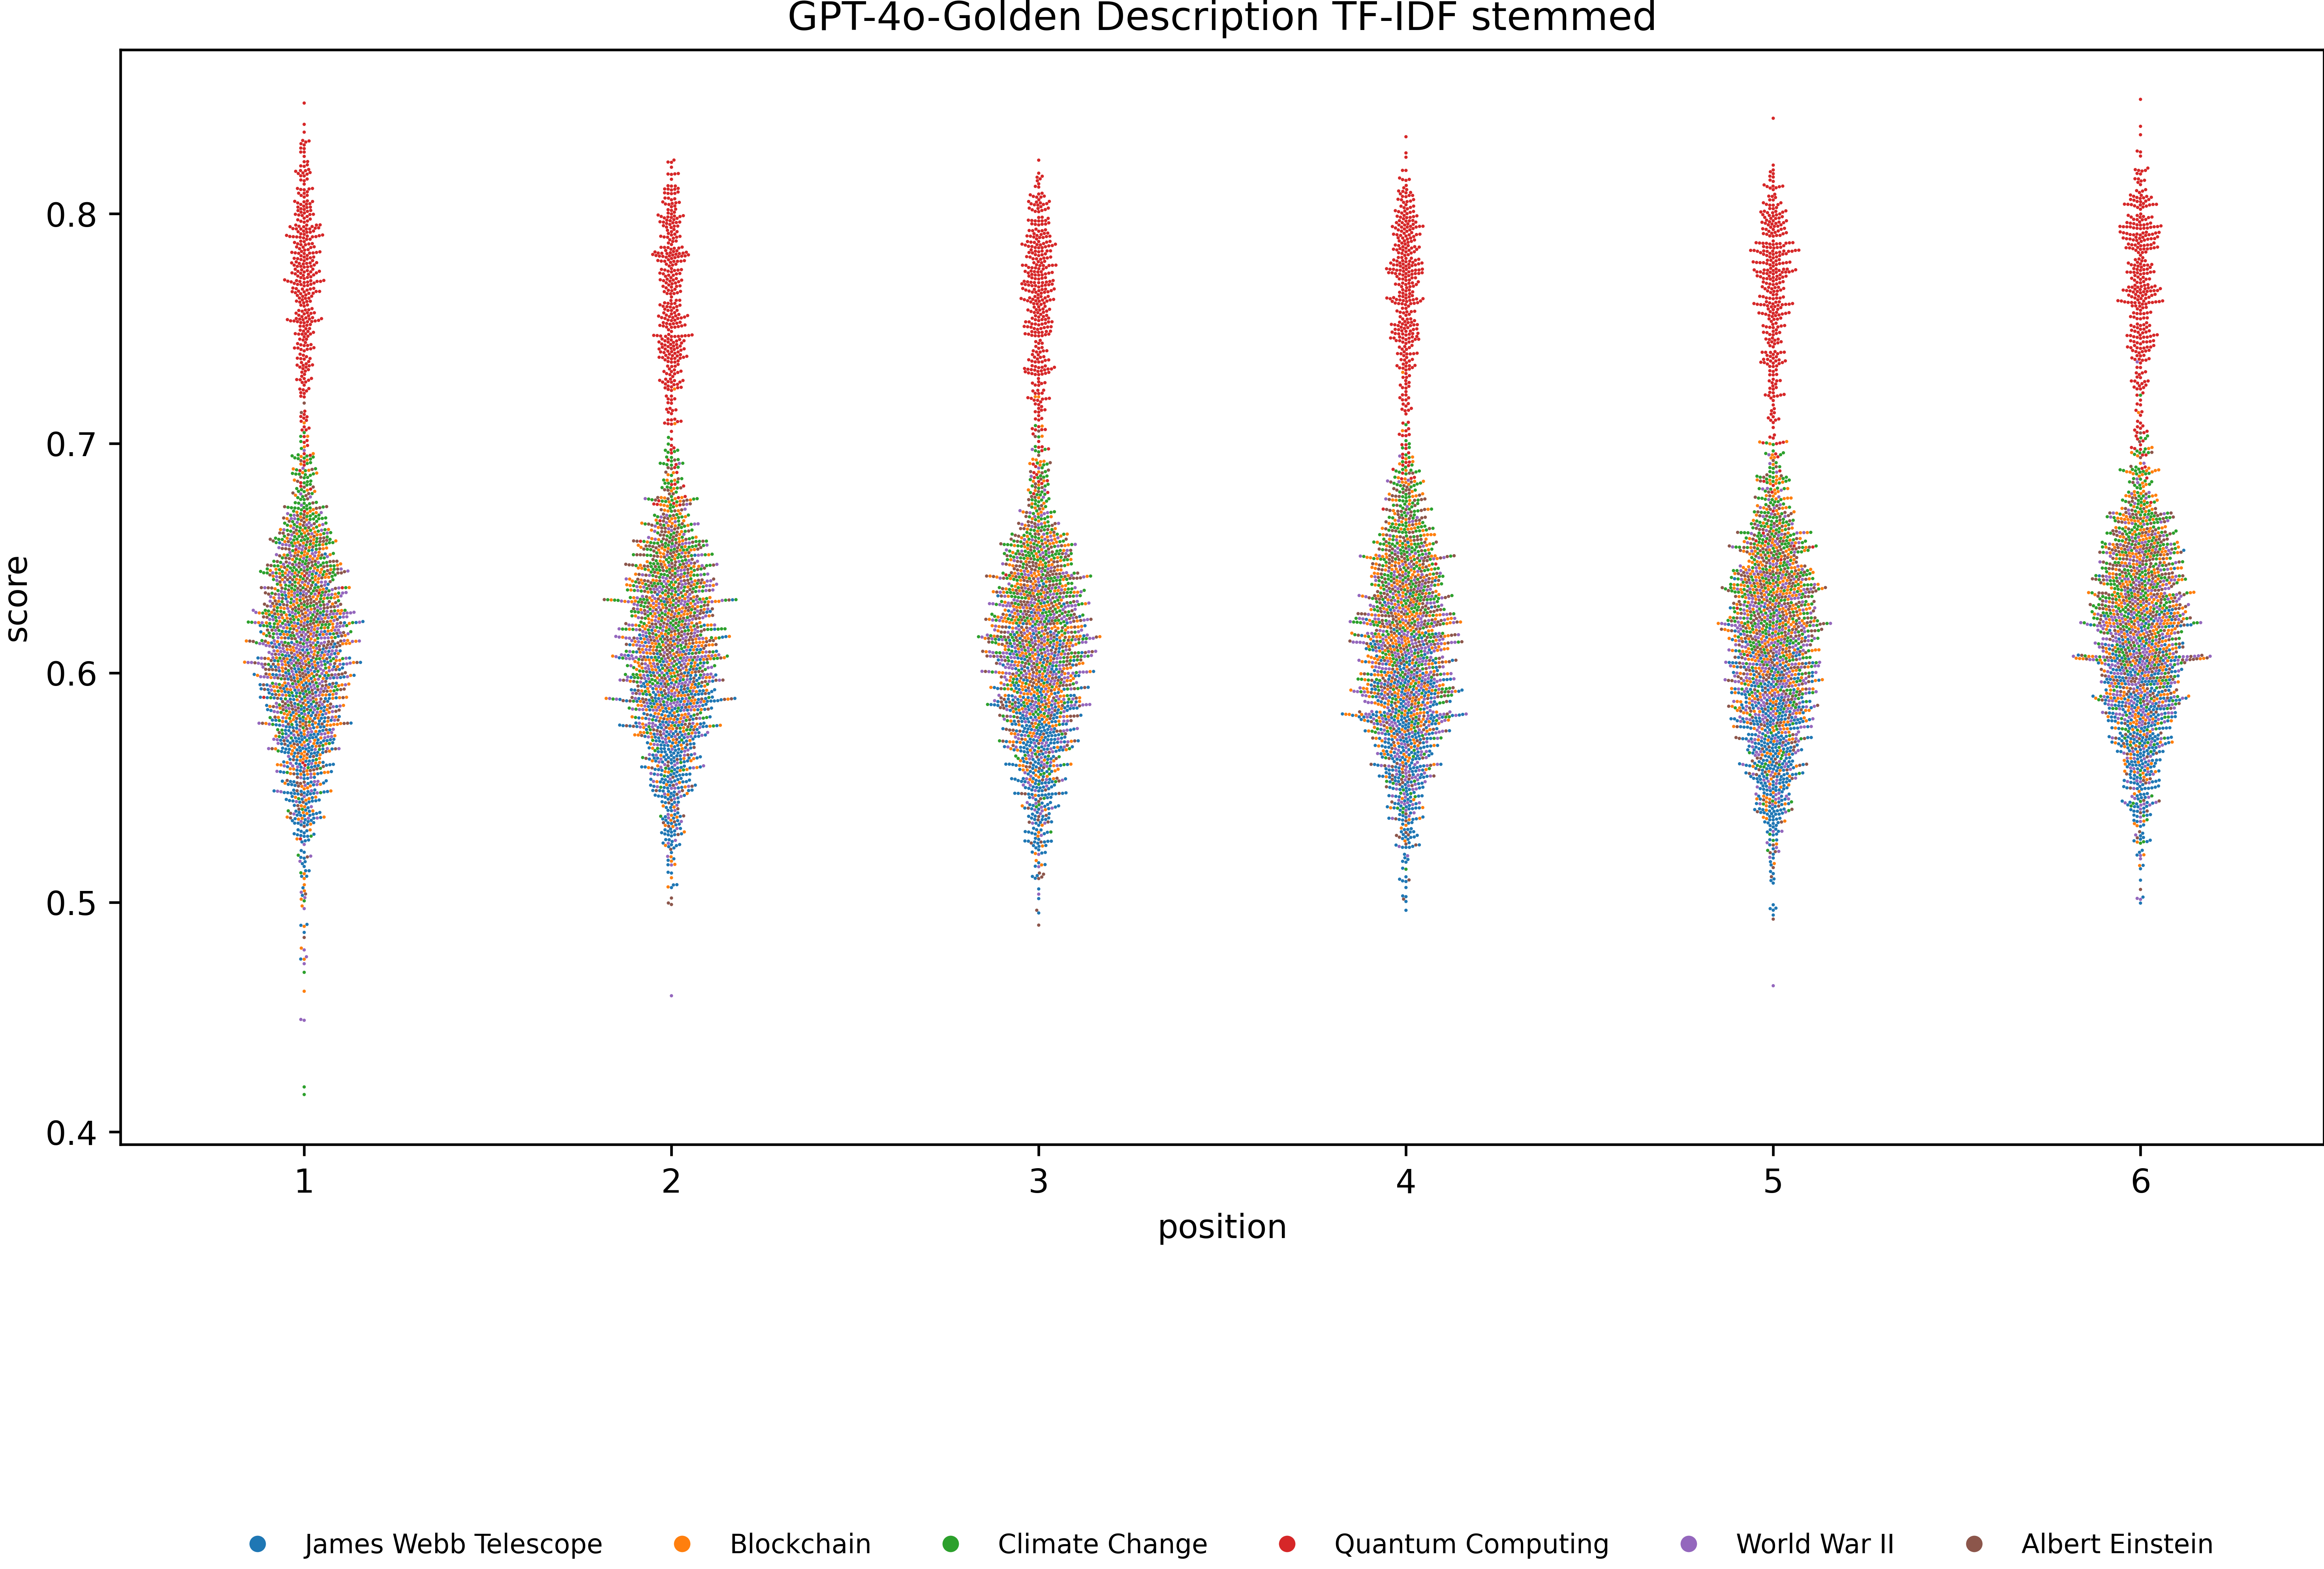 GPT-4o-Golden Description TF-IDF stemmed
score
0.8
0.7
0.6
0.5
0.4
1 2 3 4 5 6
position
James Webb Telescope Blockchain Climate Change Quantum Computing World War II Albert Einstein